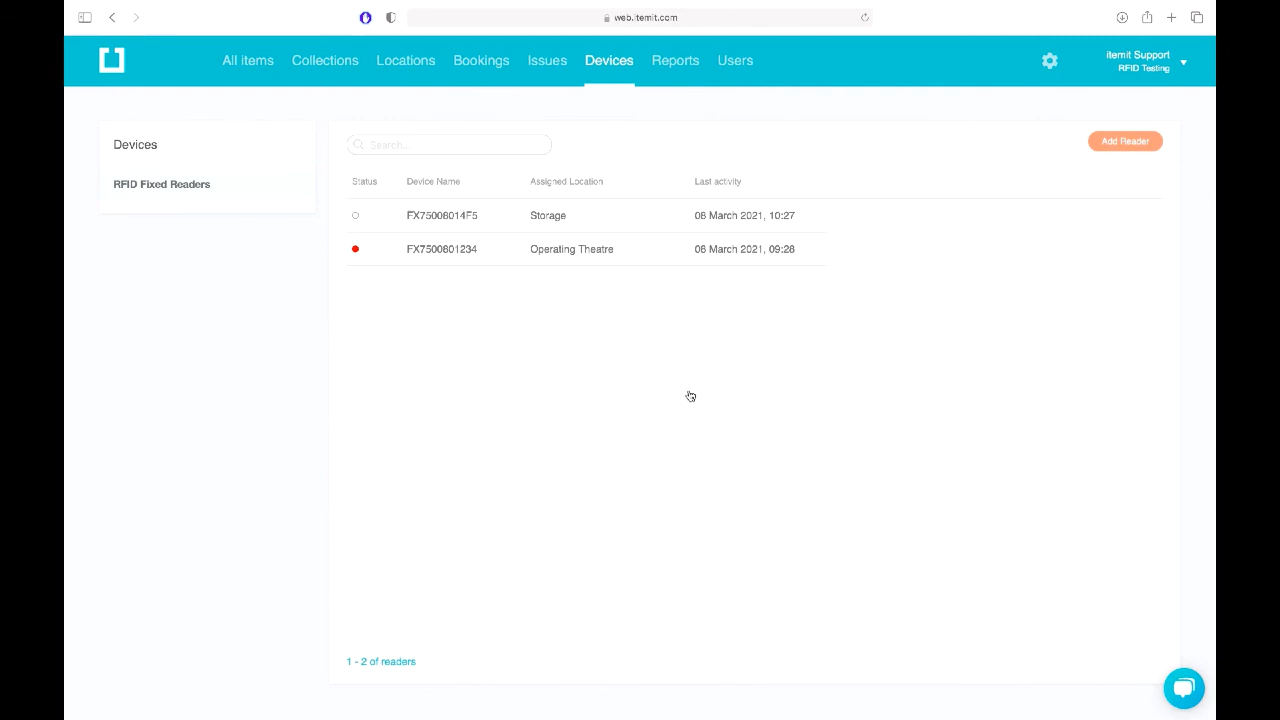 web.itemit.com
All items Collections Locations Bookings Issues Devices Reports Users
itemit Support
RFID Testing
Devices
RFID Fixed Readers
Search...
Add Reader
Status Device Name Assigned Location Last activity
FX75008014F5 Storage 08 March 2021, 10:27
FX7500801234 Operating Theatre 08 March 2021, 09:28
1 - 2 of readers